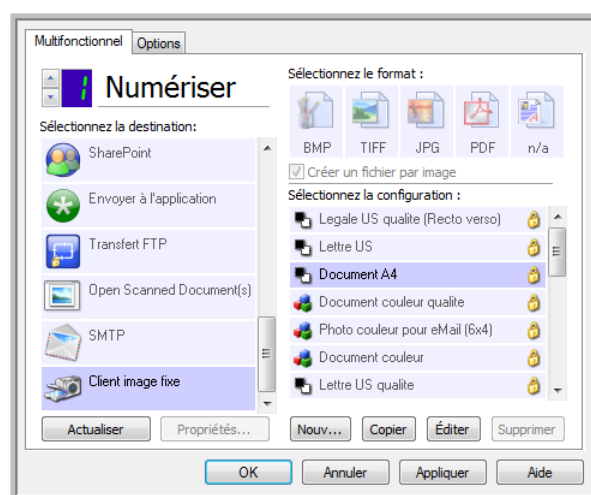 Multifonctionnel Options
1 Numériser
Sélectionnez la destination:
SharePoint
Envoyer à l'application
Transfert FTP
Open Scanned Document(s)
SMTP
Client image fixe
Actualiser Propriétés...
Sélectionnez le format :
BMP TIFF JPG PDF n/a
Créer un fichier par image
Sélectionnez la configuration :
Legale US qualite (Recto verso)
Lettre US
Document A4
Document couleur qualite
Photo couleur pour eMail (6x4)
Document couleur
Lettre US qualite
Nouv... Copier Éditer Supprimer
OK Annuler Appliquer Aide